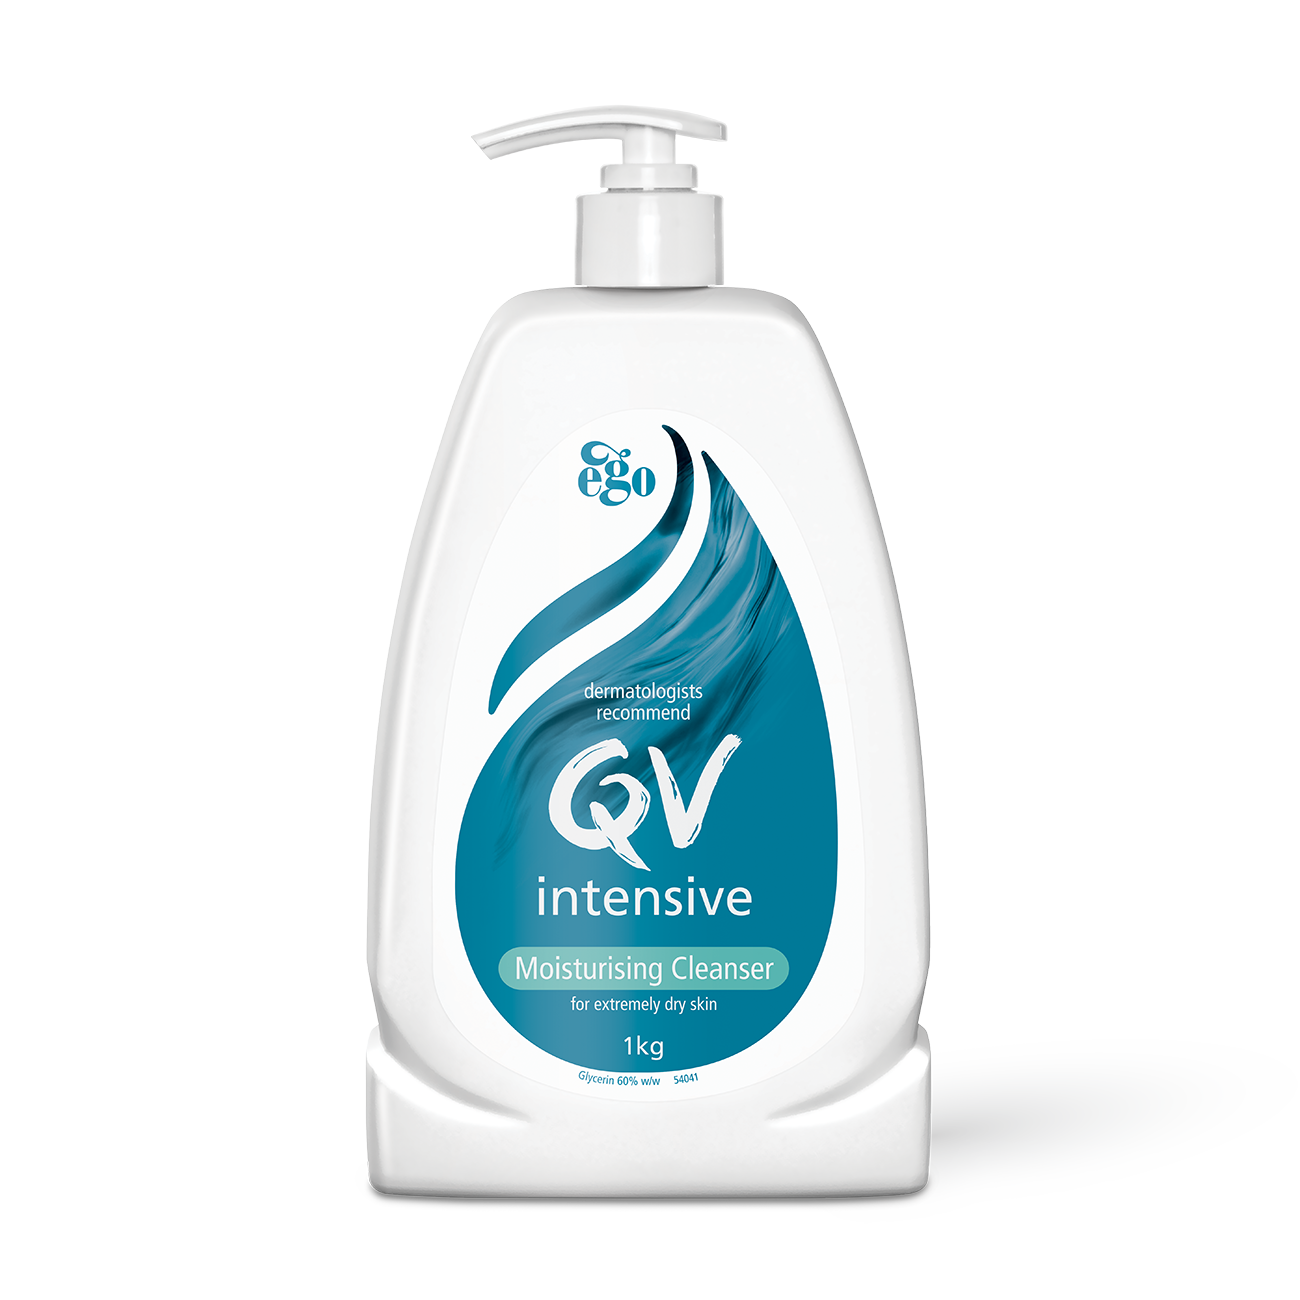 ego
dermatologists
recommend
QV
intensive
Moisturising Cleanser
for extremely dry skin
1kg
Glycerin 60% w/w 54041